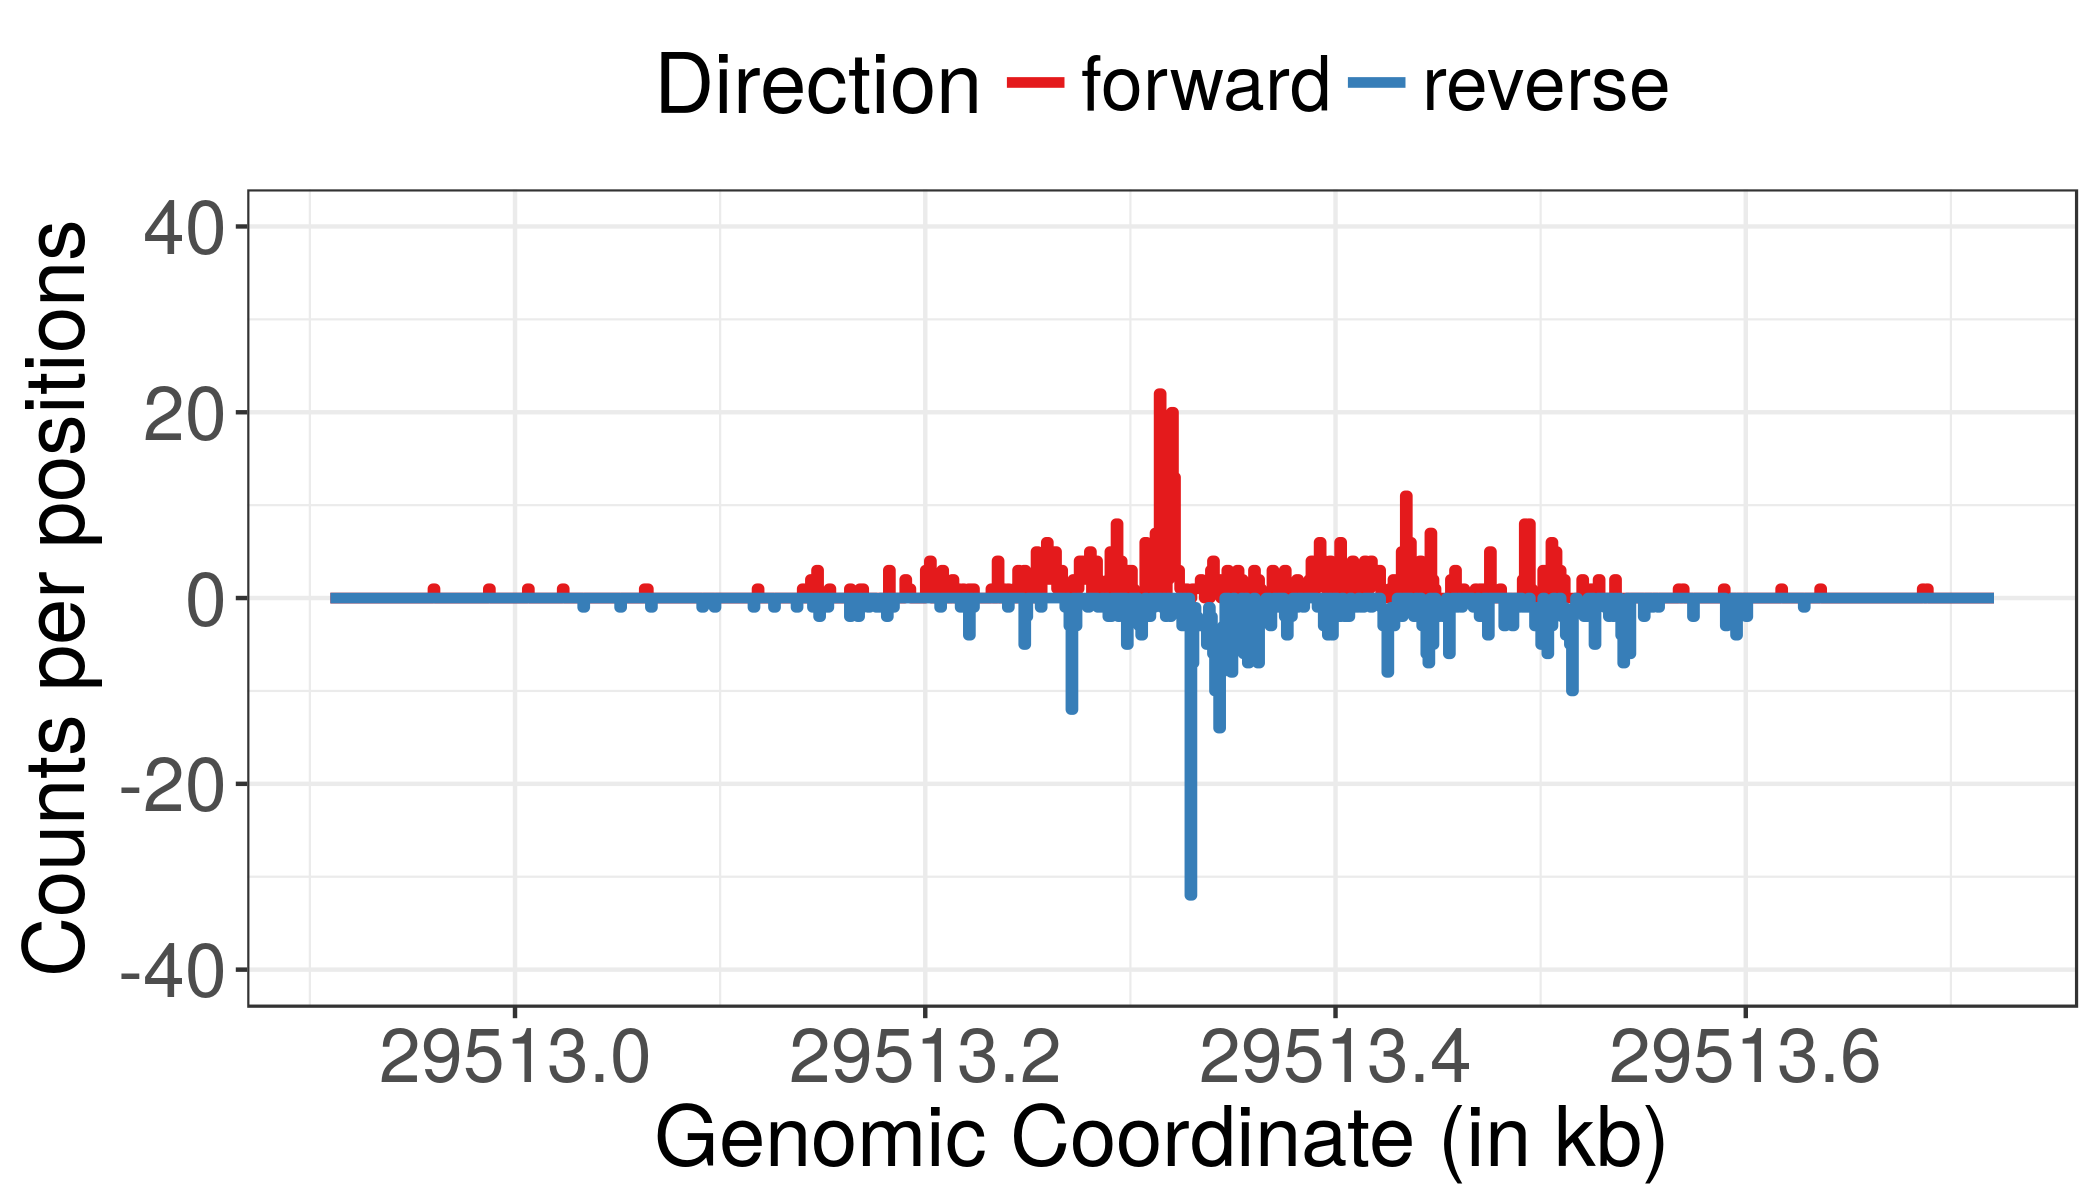 Direction forward reverse
Counts per positions
40
20
0
-20
-40
29513.0 29513.2 29513.4 29513.6
Genomic Coordinate (in kb)